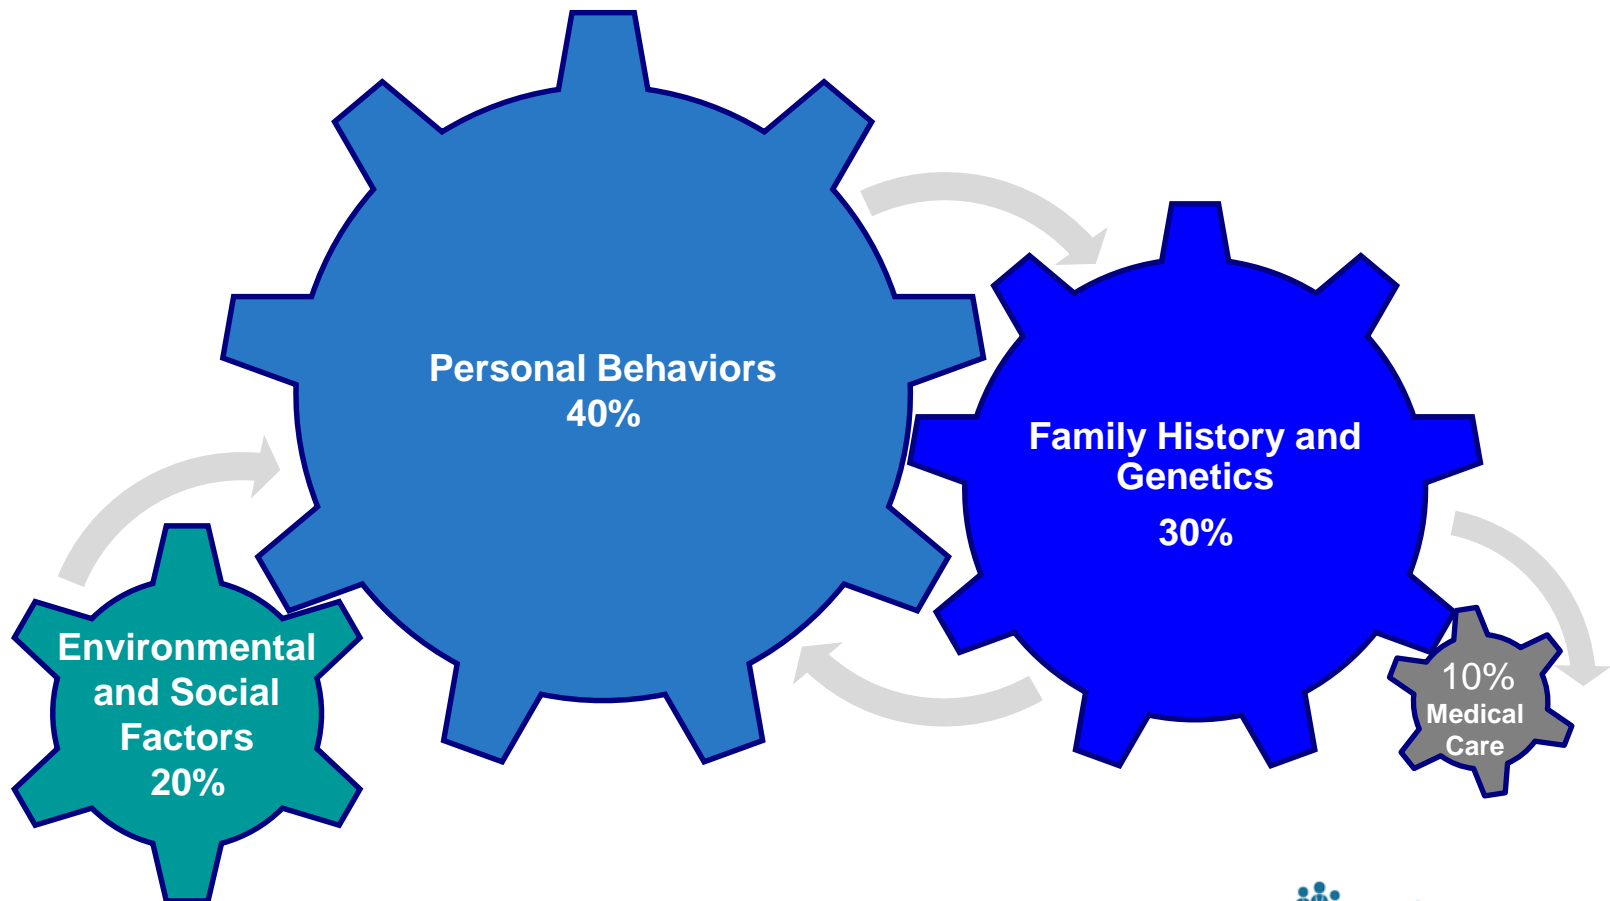 Personal Behaviors
40%
Family History and
Genetics
30%
Environmental
and Social
Factors
20%
10%
Medical
Care